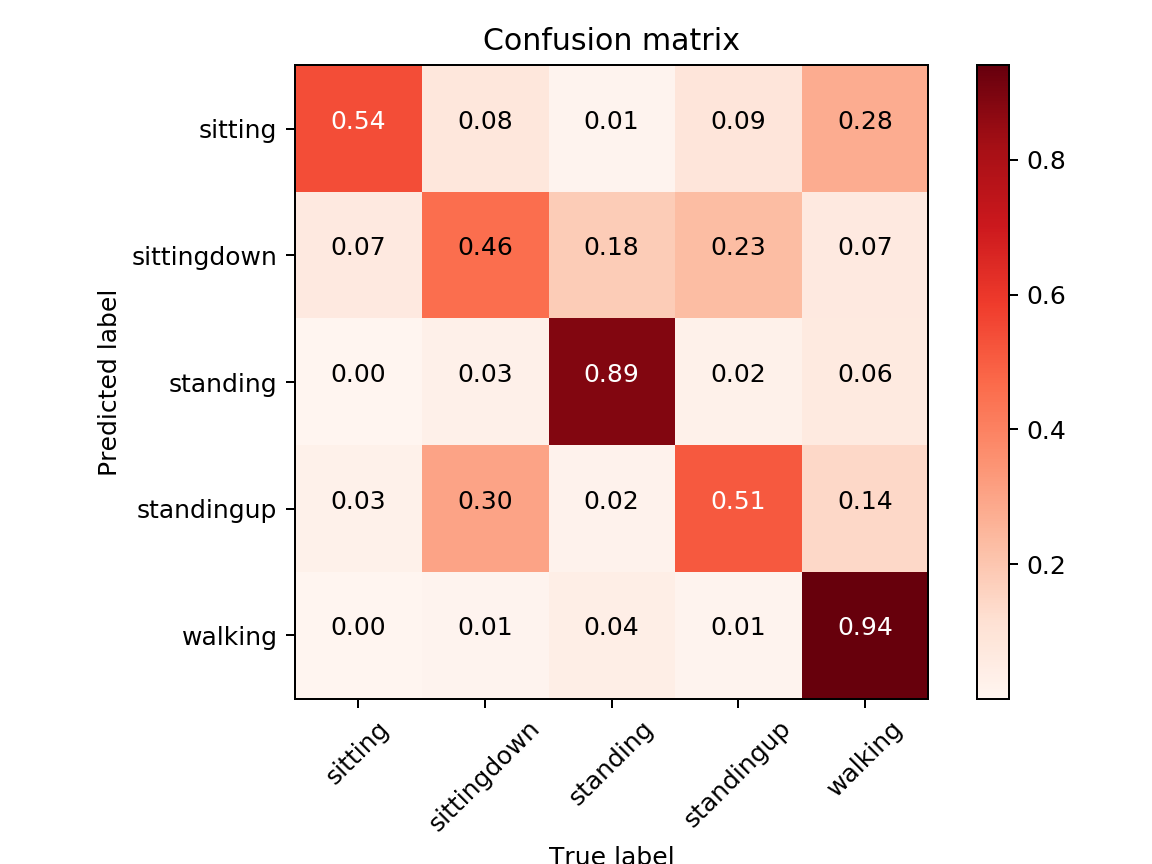 Confusion matrix
sitting 0.54 0.08 0.01 0.09 0.28
sittingdown 0.07 0.46 0.18 0.23 0.07
standing 0.00 0.03 0.89 0.02 0.06
standingup 0.03 0.30 0.02 0.51 0.14
walking 0.00 0.01 0.04 0.01 0.94
Predicted label
sitting sittingdown standing standingup walking
True label
0.8
0.6
0.4
0.2